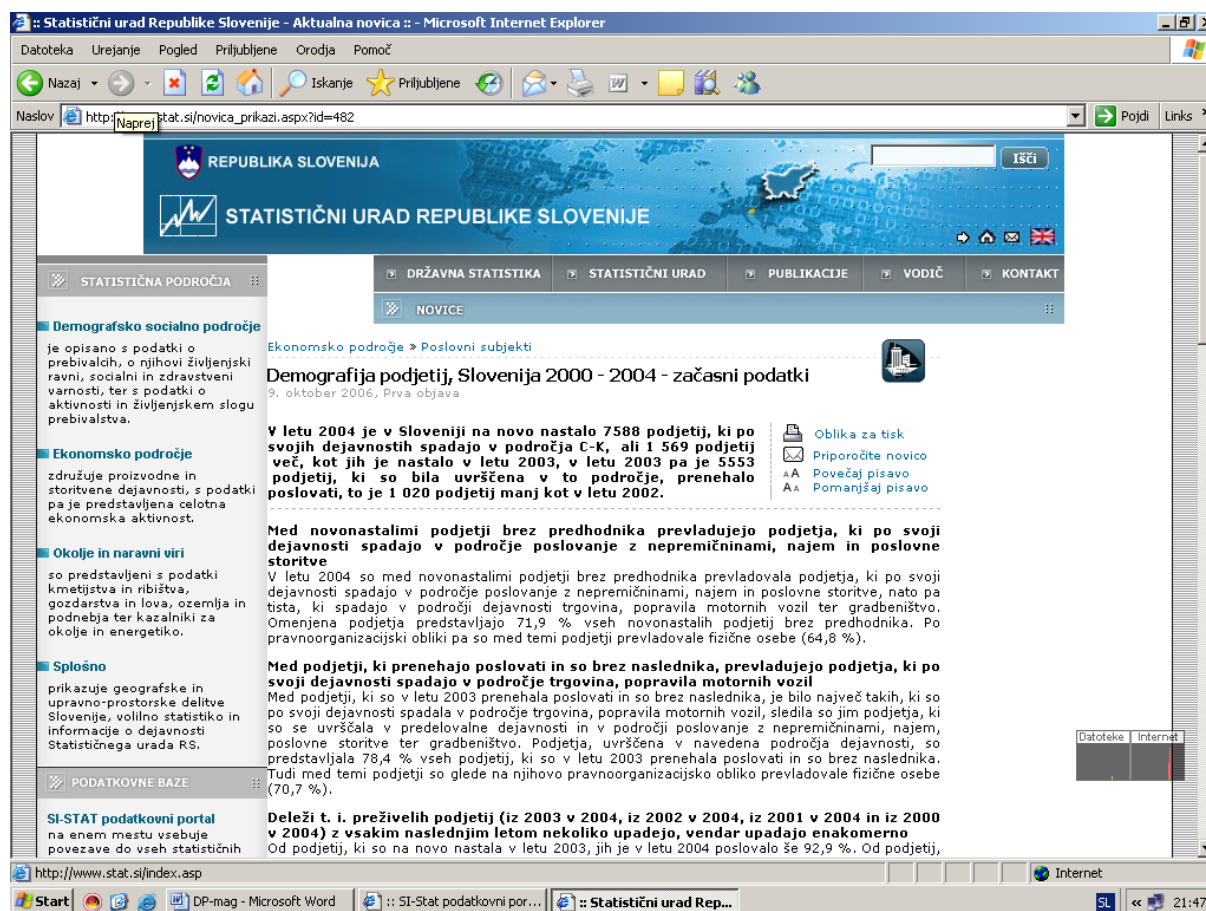 :: Statistični urad Republike Slovenije - Aktualna novica :: - Microsoft Internet Explorer
Datoteka Urejanje Pogled Priljubljene Orodja Pomoč
Nazaj Iskanje Priljubljene
Naslov http: stat.si/novica_prikazi.aspx?id=482 Pojdi Links
Naprej
REPUBLIKA SLOVENIJA
Išči
STATISTIČNI URAD REPUBLIKE SLOVENIJE
DRŽAVNA STATISTIKA STATISTIČNI URAD PUBLIKACIJE VODIČ KONTAKT
NOVICE
STATISTIČNA PODROČJA
Demografsko socialno področje
je opisano s podatki o
prebivalcih, o njihovi življenjski
ravni, socialni in zdravstveni
varnosti, ter s podatki o
aktivnosti in življenjskem slogu
prebivalstva.
Ekonomsko področje
združuje proizvodne in
storitvene dejavnosti, s podatki
pa je predstavljena celotna
ekonomska aktivnost.
Okolje in naravni viri
so predstavljeni s podatki
kmetijstva in ribištva,
gozdarstva in lova, ozemlja in
podnebja ter kazalniki za
okolje in energetiko.
Splošno
prikazuje geografske in
upravno-prostorske delitve
Slovenije, volilno statistiko in
informacije o dejavnosti
Statističnega urada RS.
PODATKOVNE BAZE
SI-STAT podatkovni portal
na enem mestu vsebuje
povezave do vseh statističnih
Ekonomsko področje » Poslovni subjekti
Demografija podjetij, Slovenija 2000 - 2004 - začasni podatki
9. oktober 2006, Prva objava
V letu 2004 je v Sloveniji na novo nastalo 7588 podjetij, ki po
svojih dejavnostih spadajo v področja C-K, ali 1 569 podjetij
več, kot jih je nastalo v letu 2003, v letu 2003 pa je 5553
podjetij, ki so bila uvrščena v to področje, prenehalo
poslovati, to je 1 020 podjetij manj kot v letu 2002.
Oblika za tisk
Priporočite novico
AA Povečaj pisavo
AA Pomanjšaj pisavo
Med novonastalimi podjetji brez predhodnika prevladujejo podjetja, ki po svoji
dejavnosti spadajo v področje poslovanje z nepremičninami, najem in poslovne
storitve
V letu 2004 so med novonastalimi podjetji brez predhodnika prevladovala podjetja, ki po svoji
dejavnosti spadajo v področje poslovanje z nepremičninami, najem in poslovne storitve, nato pa
tista, ki spadajo v področji dejavnosti trgovina, popravila motornih vozil ter gradbeništvo.
Omenjena podjetja predstavljajo 71,9 % vseh novonastalih podjetij brez predhodnika. Po
pravnoorganizacijski obliki pa so med temi podjetji prevladovale fizične osebe (64,8 %).
Med podjetji, ki prenehajo poslovati in so brez naslednika, prevladujejo podjetja, ki po
svoji dejavnosti spadajo v področje trgovina, popravila motornih vozil
Med podjetji, ki so v letu 2003 prenehala poslovati in so brez naslednika, je bilo največ takih, ki so
po svoji dejavnosti spadala v področje trgovina, popravila motornih vozil, sledila so jim podjetja, ki
so se uvrščala v predelovalne dejavnosti in v področji poslovanje z nepremičninami, najem,
poslovne storitve ter gradbeništvo. Podjetja, uvrščena v navedena področja dejavnosti, so
predstavljala 78,4 % vseh podjetij, ki so v letu 2003 prenehala poslovati in so brez naslednika.
Tudi med temi podjetji so glede na njihovo pravnoorganizacijsko obliko prevladovale fizične osebe
(70,7 %).
Deleži t. i. preživelih podjetij (iz 2003 v 2004, iz 2002 v 2004, iz 2001 v 2004 in iz 2000
v 2004) z vsakim naslednjim letom nekoliko upadejo, vendar upadajo enakomerno
Od podjetij, ki so na novo nastala v letu 2003, jih je v letu 2004 poslovalo še 92,9 %. Od podjetij,
Datoteke Internet
http://www.stat.si/index.asp Internet
Start DP-mag - Microsoft Word :: SI-Stat podatkovni por... :: Statistični urad Rep... SL « 21:47